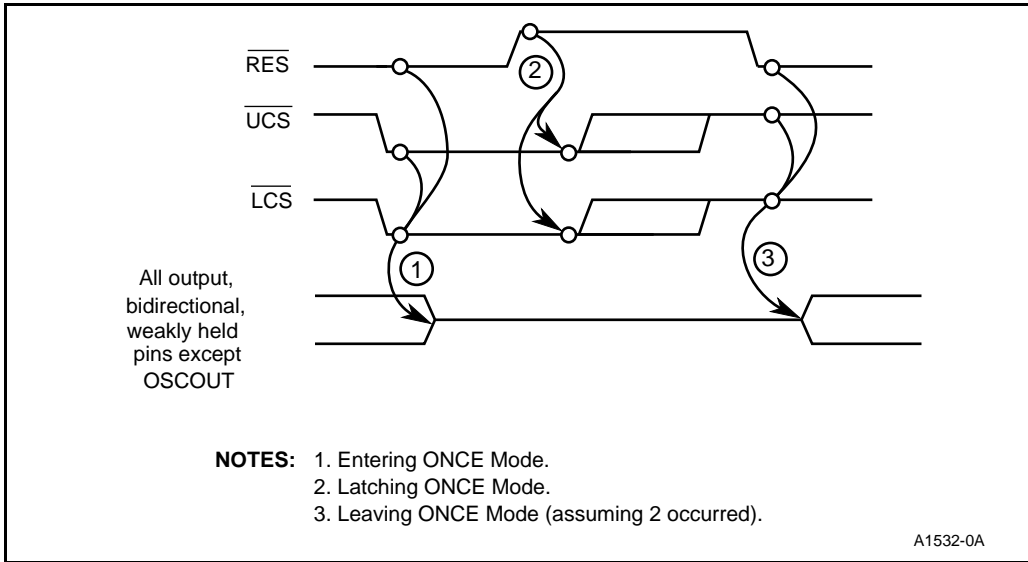 RES
2
UCS
LCS
1
3
All output,
bidirectional,
weakly held
pins except
OSCOUT
NOTES: 1. Entering ONCE Mode.
2. Latching ONCE Mode.
3. Leaving ONCE Mode (assuming 2 occurred).
A1532-0A